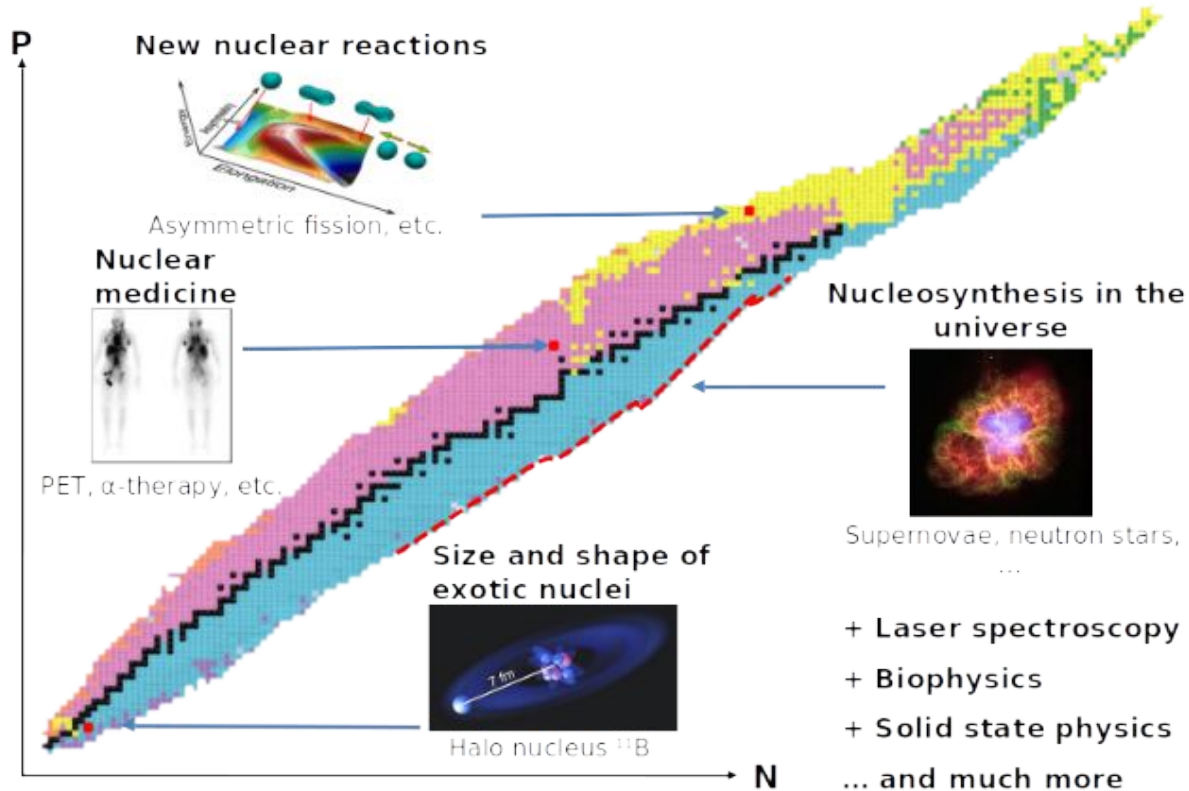 P
New nuclear reactions
Energy
Elongation
Asymmetric fission, etc.
Nuclear
medicine
PET, α-therapy, etc.
Nucleosynthesis in the
universe
Supernovae, neutron stars,
...
Size and shape of
exotic nuclei
7 fm
Halo nucleus ¹¹B
+ Laser spectroscopy
+ Biophysics
+ Solid state physics
... and much more
N